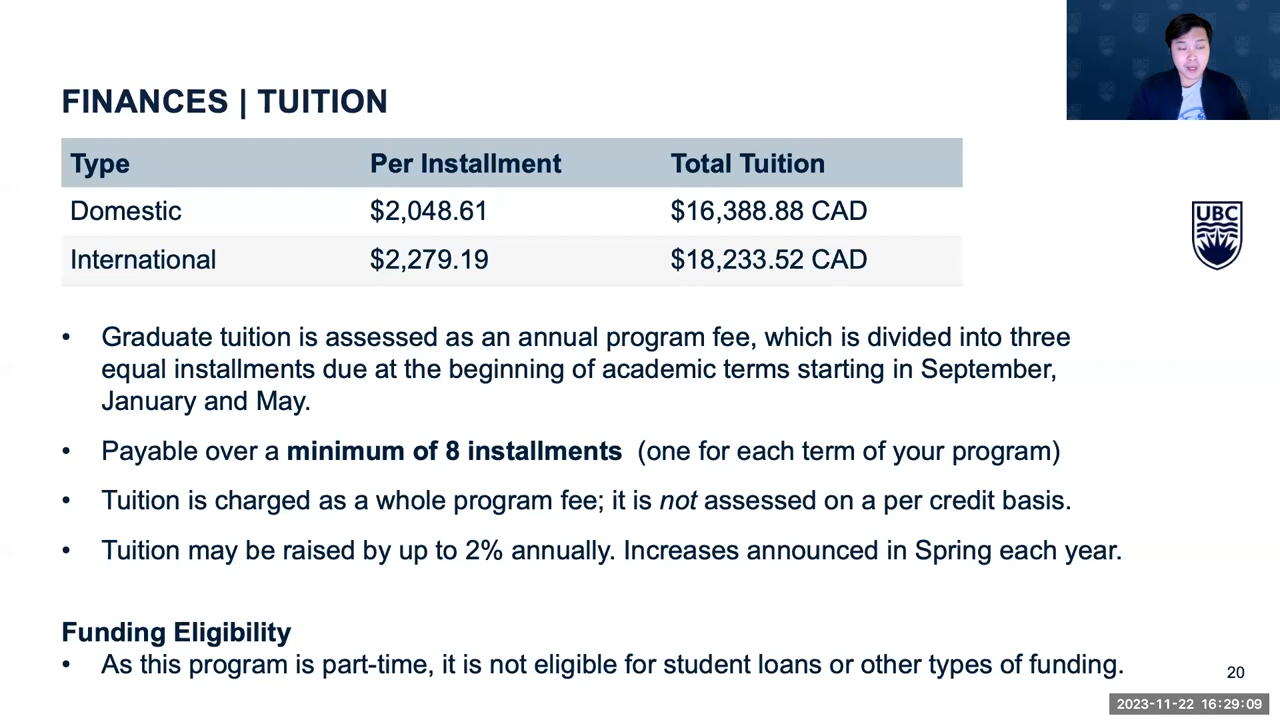 FINANCES | TUITION
Type Per Installment Total Tuition
Domestic $2,048.61 $16,388.88 CAD
International $2,279.19 $18,233.52 CAD
UBC
• Graduate tuition is assessed as an annual program fee, which is divided into three
equal installments due at the beginning of academic terms starting in September,
January and May.
• Payable over a minimum of 8 installments (one for each term of your program)
• Tuition is charged as a whole program fee; it is not assessed on a per credit basis.
• Tuition may be raised by up to 2% annually. Increases announced in Spring each year.
Funding Eligibility
• As this program is part-time, it is not eligible for student loans or other types of funding.
20
2023-11-22 16:29:09